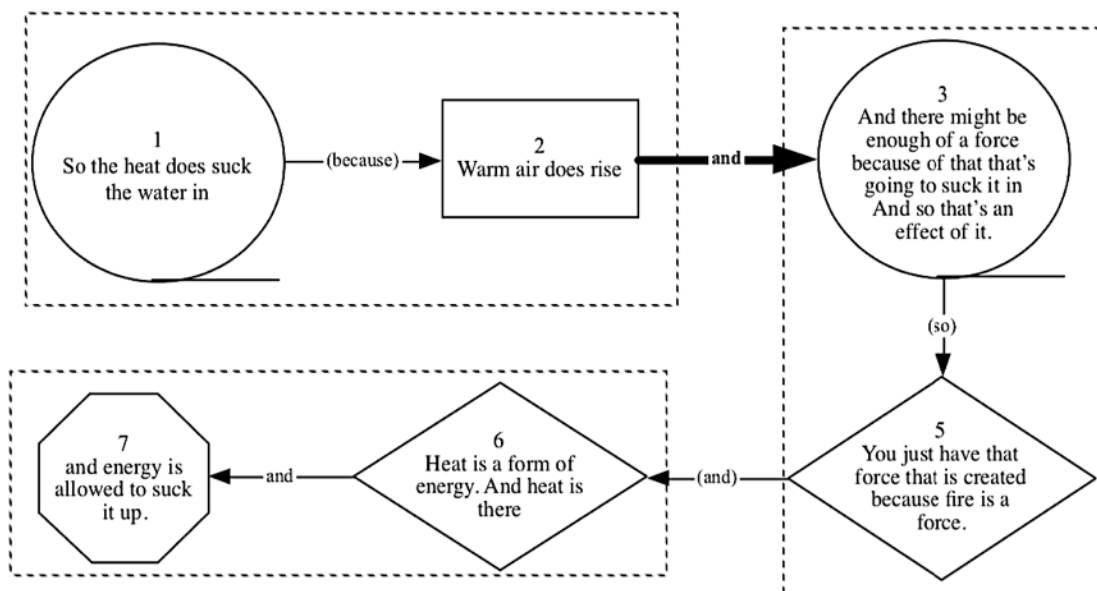 1
So the heat does suck
the water in
(because)
2
Warm air does rise
and
3
And there might be
enough of a force
because of that that's
going to suck it in
And so that's an
effect of it.
(so)
5
You just have that
force that is created
because fire is a
force.
(and)
6
Heat is a form of
energy. And heat is
there
and
7
and energy is
allowed to suck
it up.